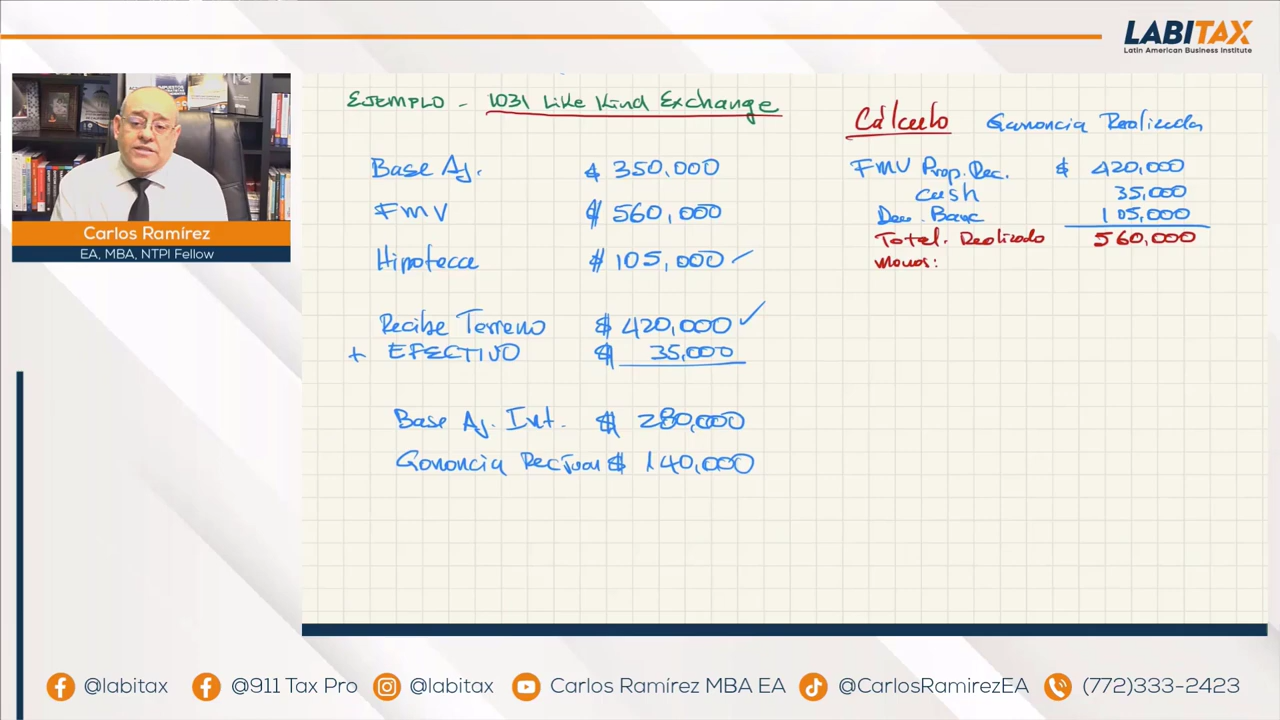 LABITAX
Latin American Business Institute
EJEMPLO - 1031 Like Kind Exchange
Base Aj. $ 350,000
FMV $ 560,000
Hipoteca $ 105,000
Recibe Terreno $ 420,000
+ EFECTIVO $ 35,000
Base Aj. Int. $ 280,000
Ganancia $ 140,000
Cálculo Ganancia Realizada
FMV Prop. Rec. $ 420,000
cash 35,000
Banc 105,000
Total. Realizado 560,000
Menos:
Carlos Ramírez
EA, MBA, NTPI Fellow
@labitax @911 Tax Pro @labitax Carlos Ramírez MBA EA @CarlosRamirezEA (772)333-2423